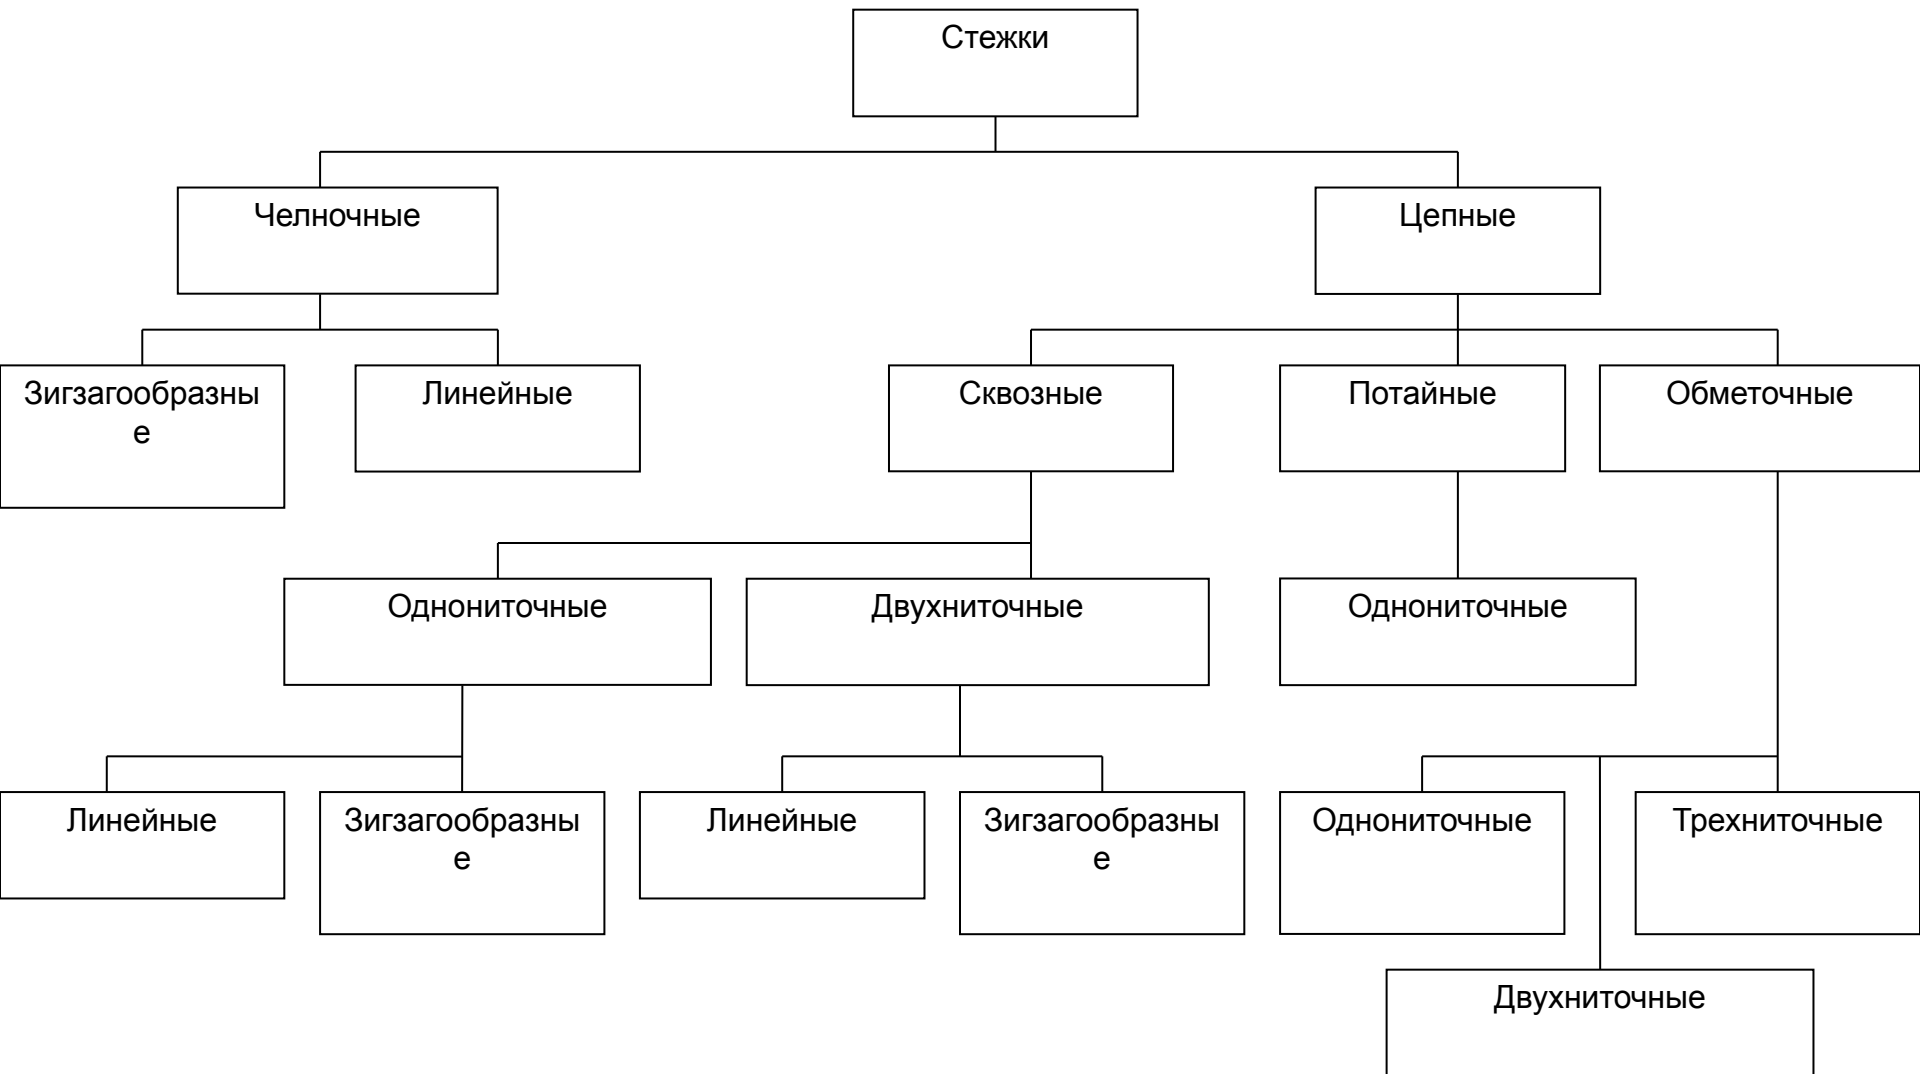 Стежки
Челночные
Цепные
Зигзагообразны
е
Линейные
Сквозные
Потайные
Обметочные
Однониточные
Двухниточные
Однониточные
Линейные
Зигзагообразны
е
Линейные
Зигзагообразны
е
Однониточные
Трехниточные
Двухниточные